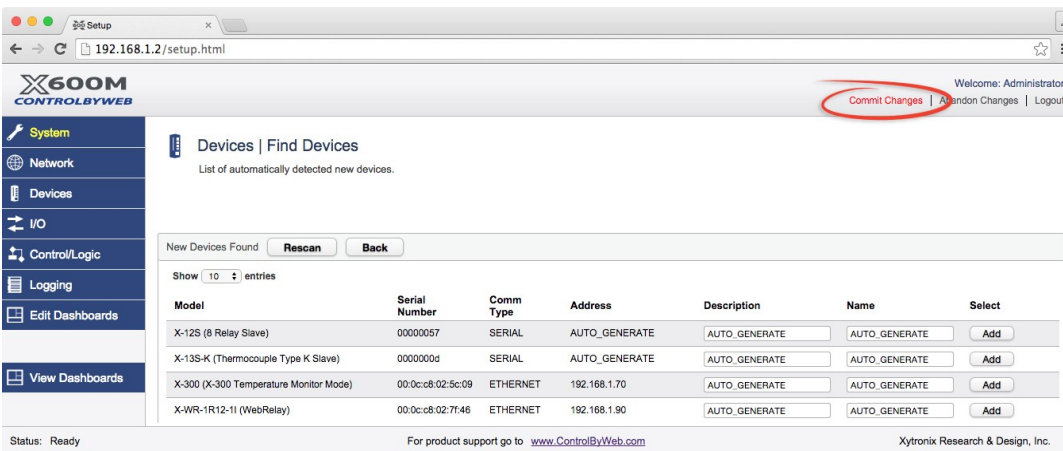 Setup
192.168.1.2/setup.html
X600M
CONTROLBYWEB
Welcome: Administrator
Commit Changes | Abandon Changes | Logout
System
Network
Devices
I/O
Control/Logic
Logging
Edit Dashboards
View Dashboards
Devices | Find Devices
List of automatically detected new devices.
New Devices Found Rescan Back
Show 10 entries
Model Serial Number Comm Type Address Description Name Select
X-12S (8 Relay Slave) 00000057 SERIAL AUTO_GENERATE AUTO_GENERATE AUTO_GENERATE Add
X-13S-K (Thermocouple Type K Slave) 0000000d SERIAL AUTO_GENERATE AUTO_GENERATE AUTO_GENERATE Add
X-300 (X-300 Temperature Monitor Mode) 00:0c:c8:02:5c:09 ETHERNET 192.168.1.70 AUTO_GENERATE AUTO_GENERATE Add
X-WR-1R12-1I (WebRelay) 00:0c:c8:02:7f:46 ETHERNET 192.168.1.90 AUTO_GENERATE AUTO_GENERATE Add
Status: Ready
For product support go to www.ControlByWeb.com
Xytronix Research & Design, Inc.